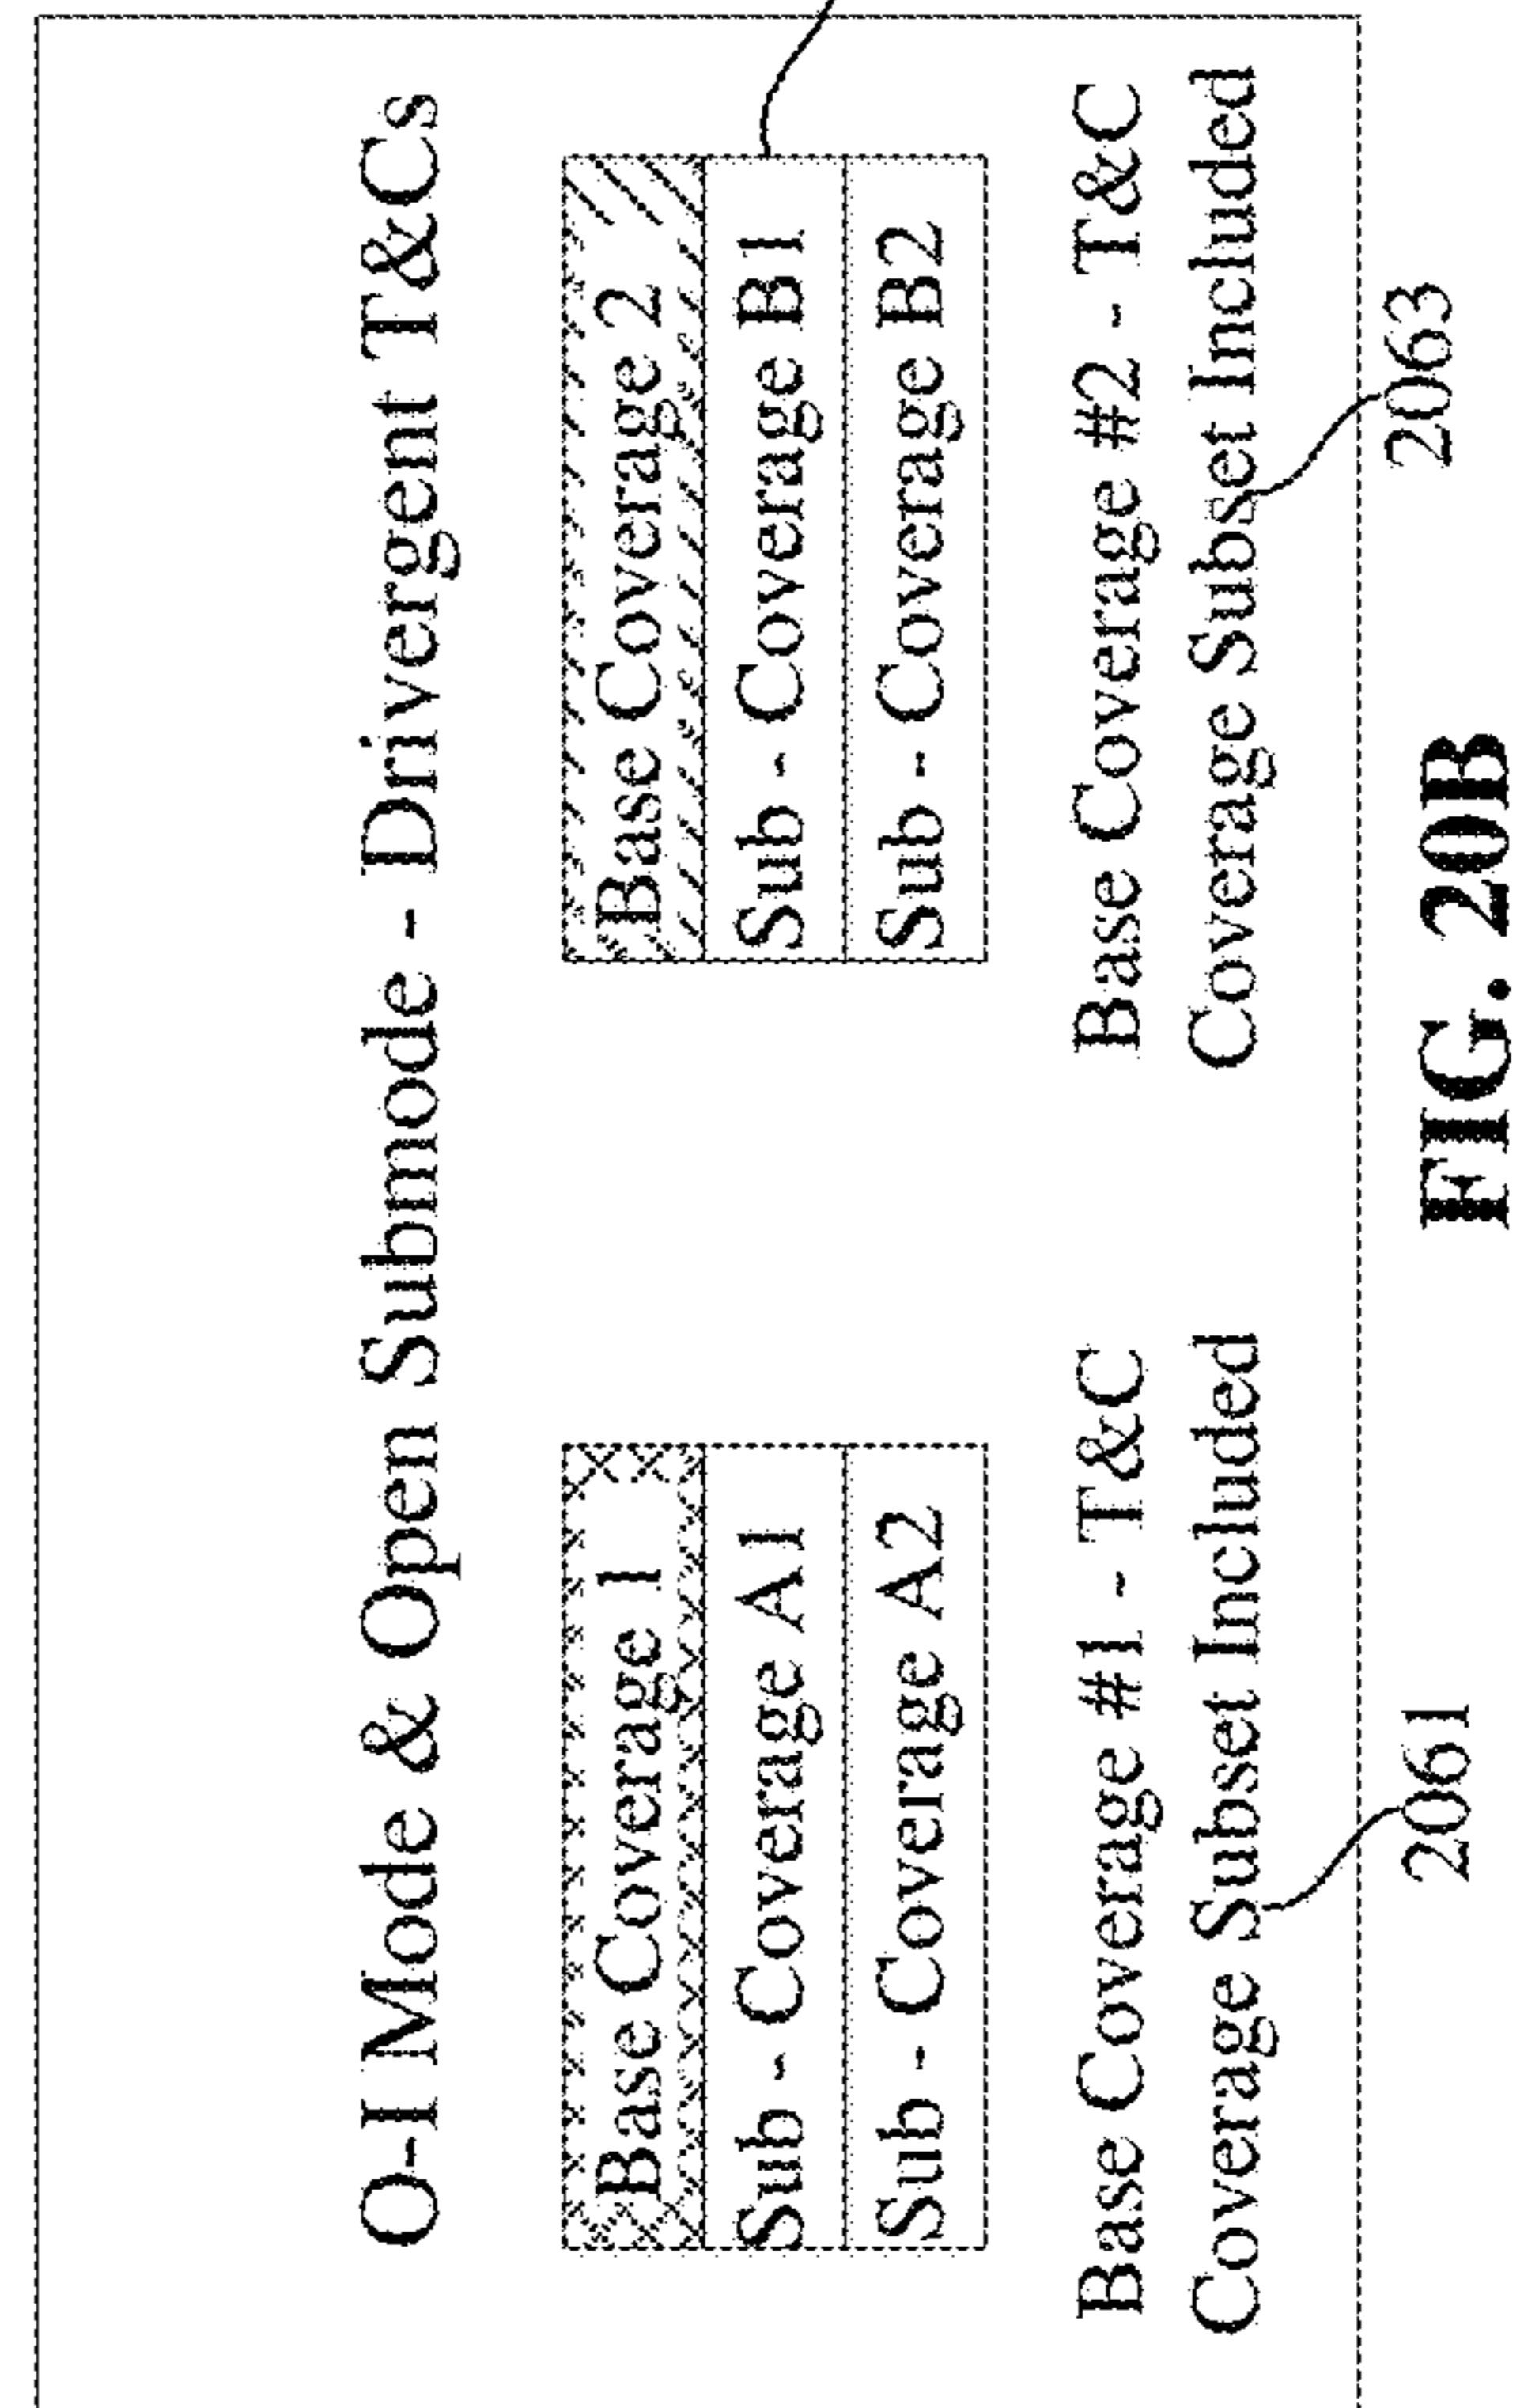 O-I Mode & Open Submode - Drivergent T&Cs
Base Coverage 1
Sub - Coverage A1
Sub - Coverage A2
Base Coverage #1 - T&C
Coverage Subset Included
2061
Base Coverage 2
Sub - Coverage B1
Sub - Coverage B2
Base Coverage #2 - T&C
Coverage Subset Included
2063
FIG. 20B